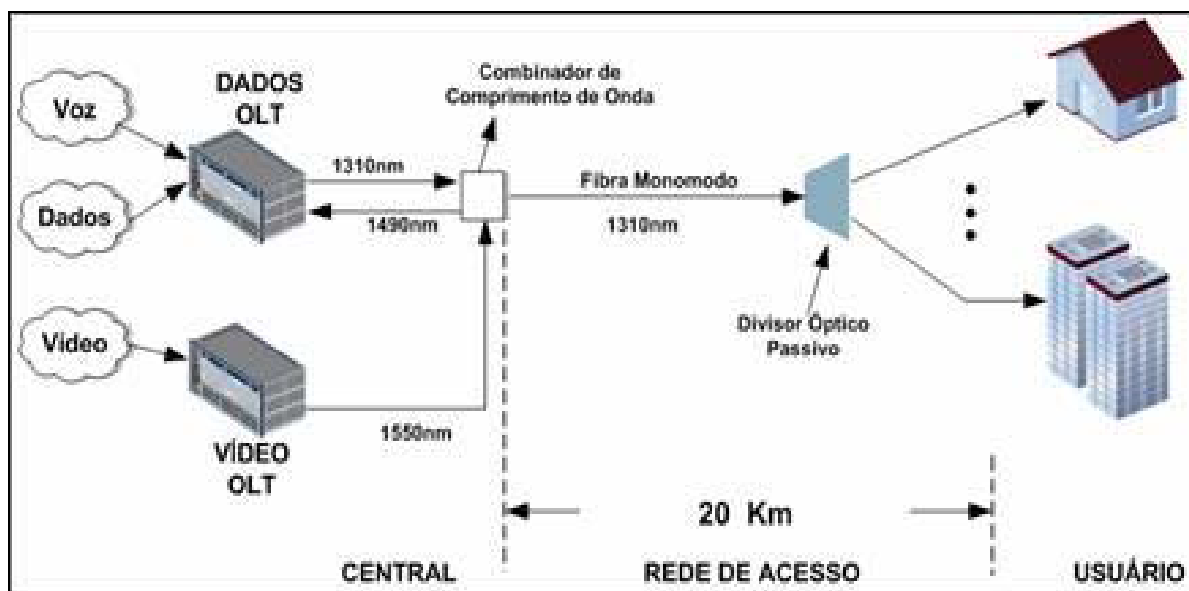 Voz
DADOS
OLT
Combinador de
Comprimento de Onda
1310nm
Dados
1490nm
Fibra Monomodo
1310nm
Video
VÍDEO
OLT
1550nm
Divisor Óptico
Passivo
20 Km
CENTRAL
REDE DE ACESSO
USUÁRIO